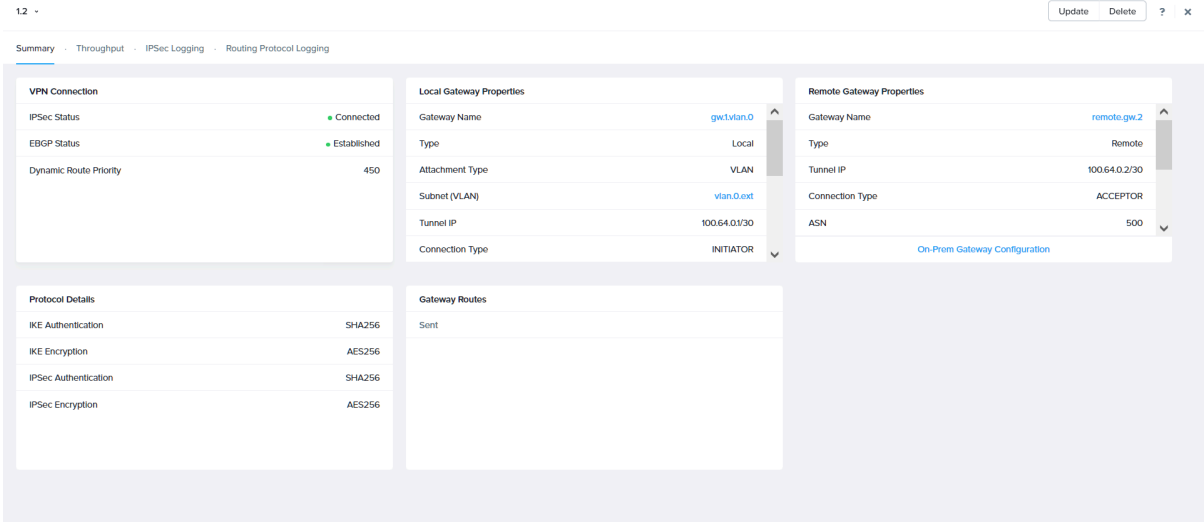 1.2
Update Delete ? ×
Summary · Throughput · IPSec Logging · Routing Protocol Logging
VPN Connection
IPSec Status Connected
EBGP Status Established
Dynamic Route Priority 450
Local Gateway Properties
Gateway Name gw.1.vlan.0
Type Local
Attachment Type VLAN
Subnet (VLAN) vlan.0.ext
Tunnel IP 100.64.0.1/30
Connection Type INITIATOR
Remote Gateway Properties
Gateway Name remote.gw.2
Type Remote
Tunnel IP 100.64.0.2/30
Connection Type ACCEPTOR
ASN 500
On-Prem Gateway Configuration
Protocol Details
IKE Authentication SHA256
IKE Encryption AES256
IPSec Authentication SHA256
IPSec Encryption AES256
Gateway Routes
Sent